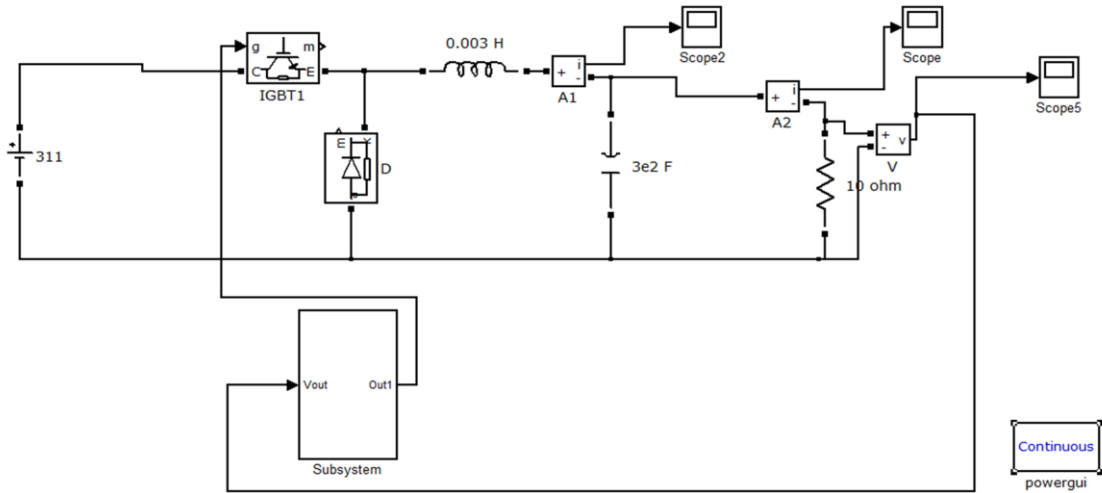 Scope2
Scope
Scope5
g
m
C
E
IGBT1
0.003 H
+
i
-
A1
+
i
-
A2
+
-
v
V
+
311
m
k
a
D
3e2 F
10 ohm
Vout
Out1
Subsystem
Continuous
powergui